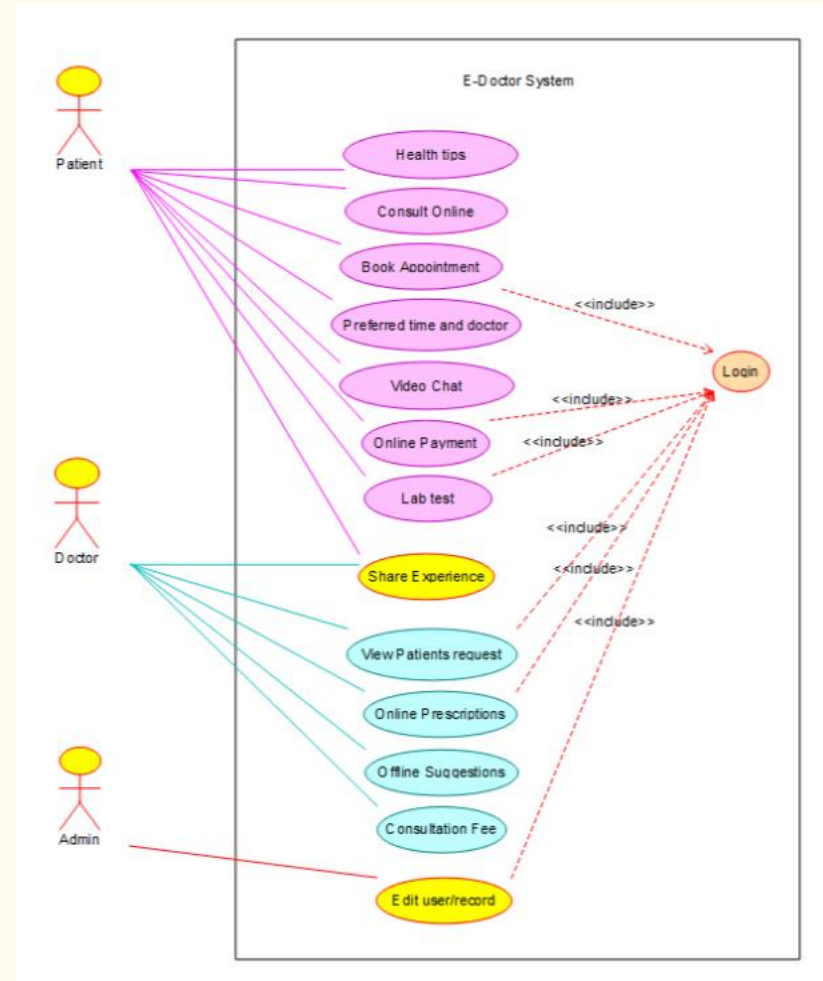 E-Doctor System
Patient
Health tips
Consult Online
Book Appointment
<<include>>
Preferred time and doctor
Login
Video Chat
<<include>>
Online Payment
<<include>>
Lab test
Doctor
<<include>>
Share Experience
<<include>>
<<include>>
View Patients request
Online Prescriptions
Offline Suggestions
Consultation Fee
Admin
Edit user/record